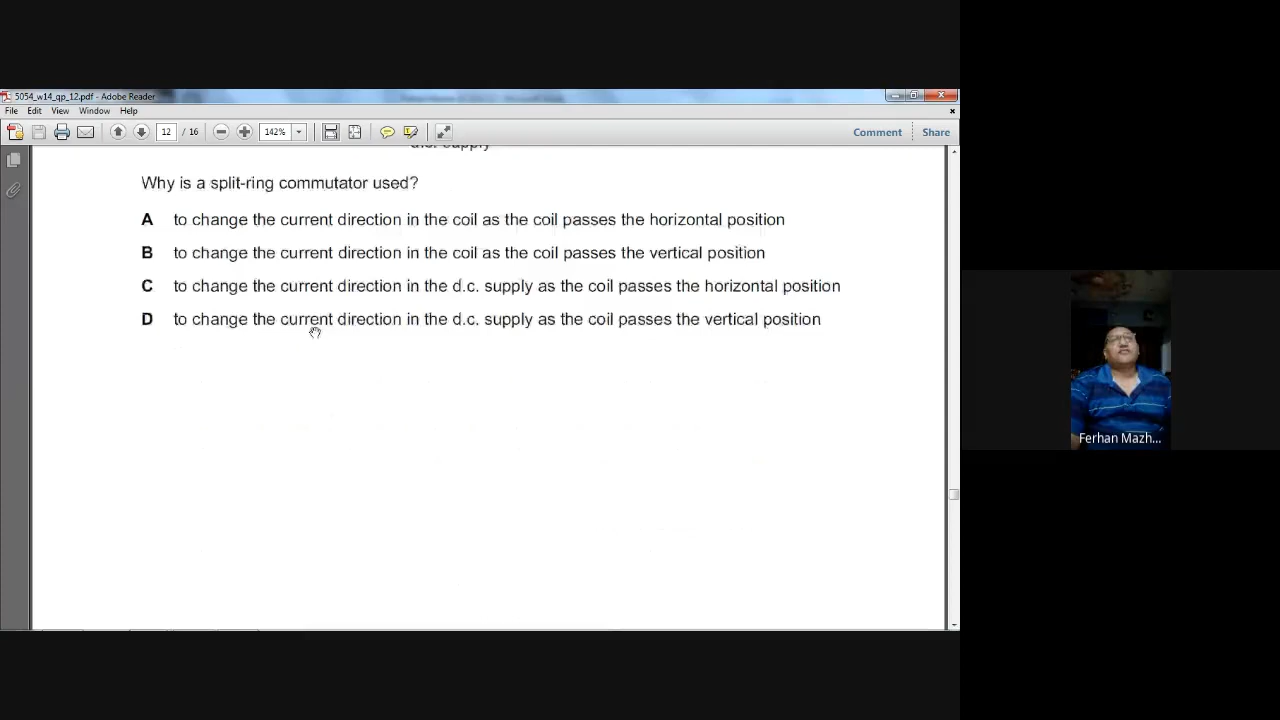 5054_w14_qp_12.pdf - Adobe Reader
File Edit View Window Help
12 / 16 142% Comment Share
d.c. supply
Why is a split-ring commutator used?
A to change the current direction in the coil as the coil passes the horizontal position
B to change the current direction in the coil as the coil passes the vertical position
C to change the current direction in the d.c. supply as the coil passes the horizontal position
D to change the current direction in the d.c. supply as the coil passes the vertical position
Ferhan Mazh...